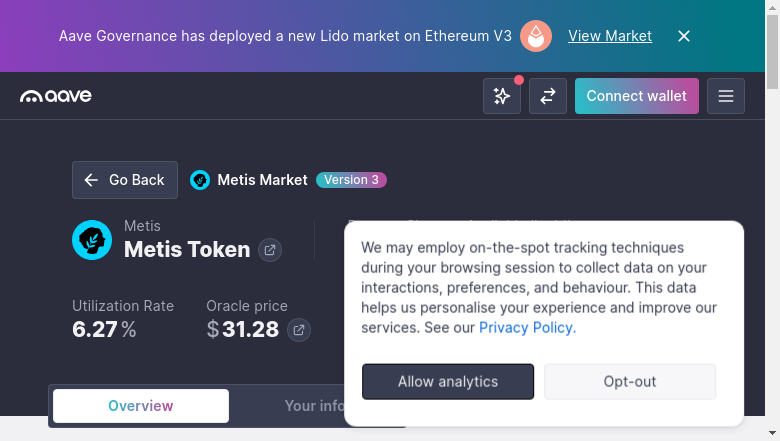 Aave Governance has deployed a new Lido market on Ethereum V3 View Market
aave Connect wallet
Go Back Metis Market Version 3
Metis
Metis Token
Utilization Rate Oracle price
6.27% $31.28
We may employ on-the-spot tracking techniques
during your browsing session to collect data on your
interactions, preferences, and behaviour. This data
helps us personalise your experience and improve our
services. See our Privacy Policy.
Allow analytics Opt-out
Overview Your info